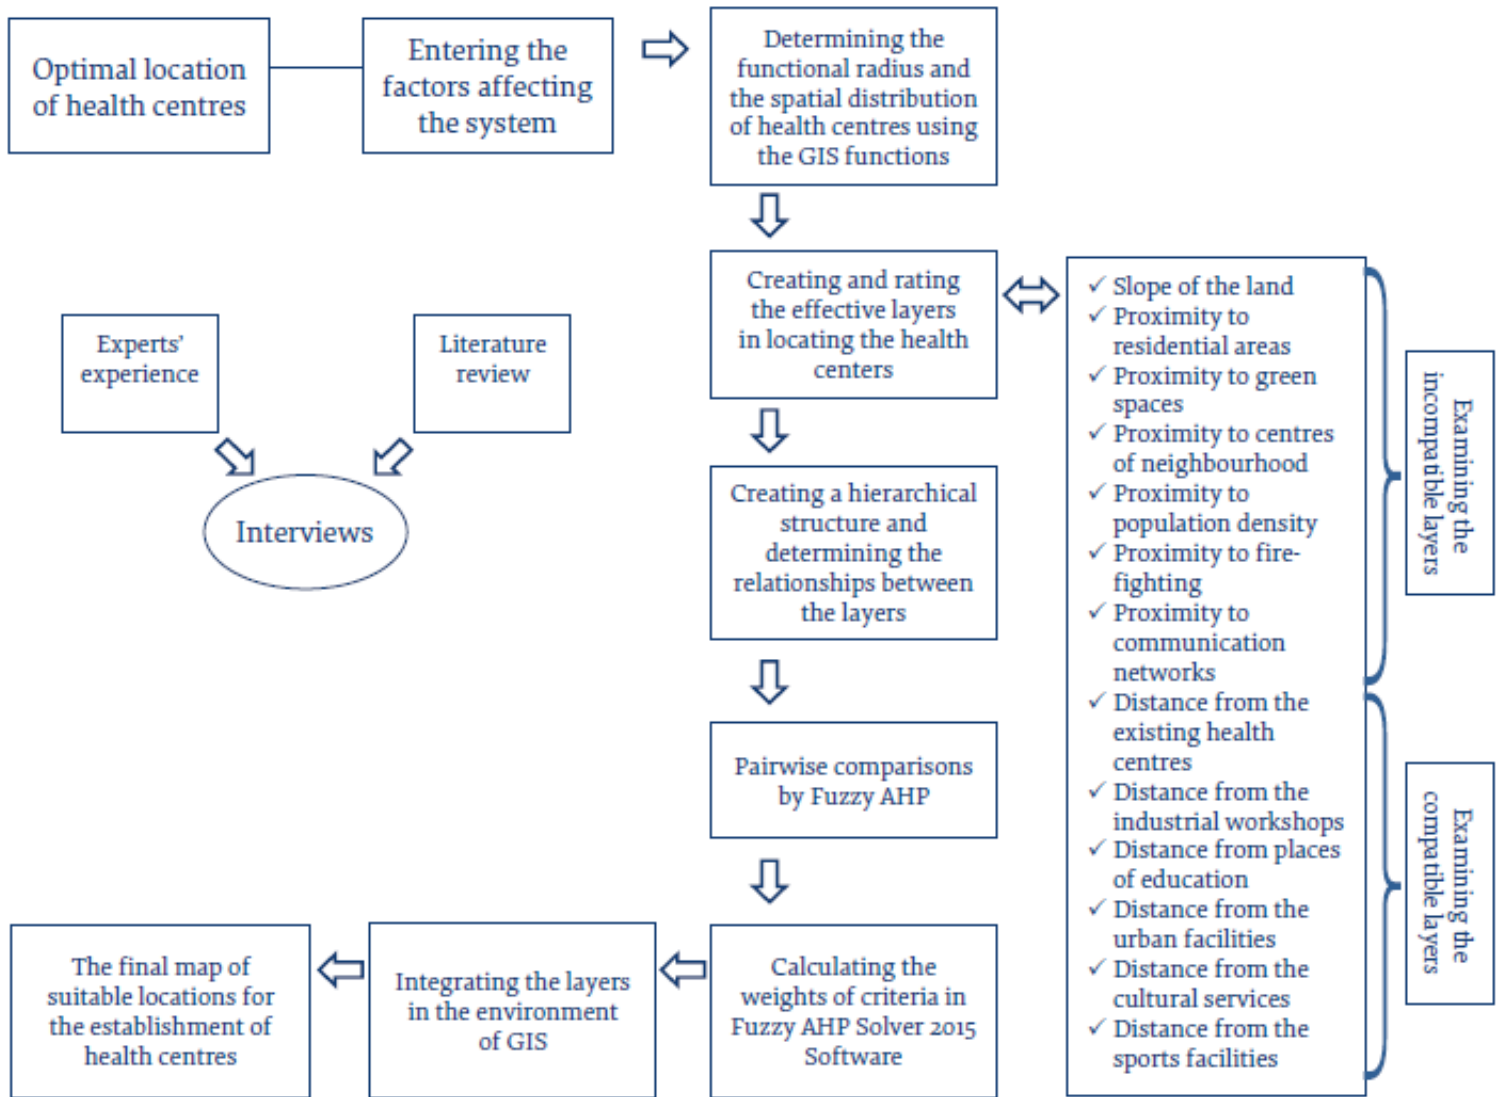 Optimal location
of health centres
Entering the
factors affecting
the system
Determining the
functional radius and
the spatial distribution
of health centres using
the GIS functions
Creating and rating
the effective layers
in locating the health
centers
✓ Slope of the land
✓ Proximity to
residential areas
✓ Proximity to green
spaces
✓ Proximity to centres
of neighbourhood
✓ Proximity to
population density
✓ Proximity to fire-
fighting
✓ Proximity to
communication
networks
✓ Distance from the
existing health
centres
✓ Distance from the
industrial workshops
✓ Distance from places
of education
✓ Distance from the
urban facilities
✓ Distance from the
cultural services
✓ Distance from the
sports facilities
Examining the
incompatible layers
Examining the
compatible layers
Experts'
experience
Literature
review
Interviews
Creating a hierarchical
structure and
determining the
relationships between
the layers
Pairwise comparisons
by Fuzzy AHP
Calculating the
weights of criteria in
Fuzzy AHP Solver 2015
Software
Integrating the layers
in the environment
of GIS
The final map of
suitable locations for
the establishment of
health centres